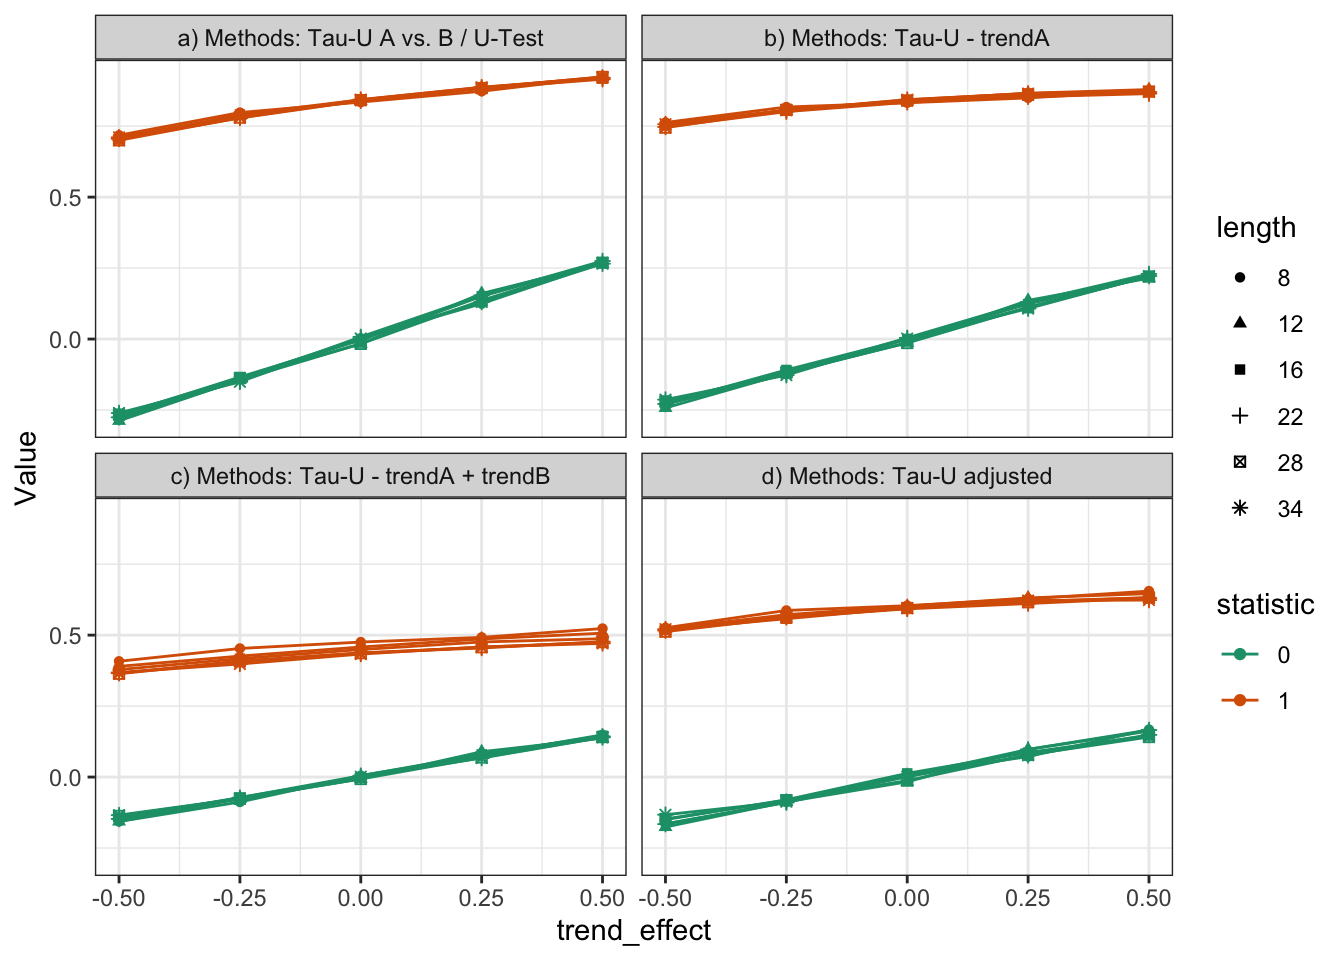 a) Methods: Tau-U A vs. B / U-Test
b) Methods: Tau-U - trendA
0.5
0.0
c) Methods: Tau-U - trendA + trendB
d) Methods: Tau-U adjusted
0.5
0.0
-0.50
-0.25
0.00
0.25
0.50
-0.50
-0.25
0.00
0.25
0.50
trend_effect
Value
length
8
12
16
22
28
34
statistic
0
1